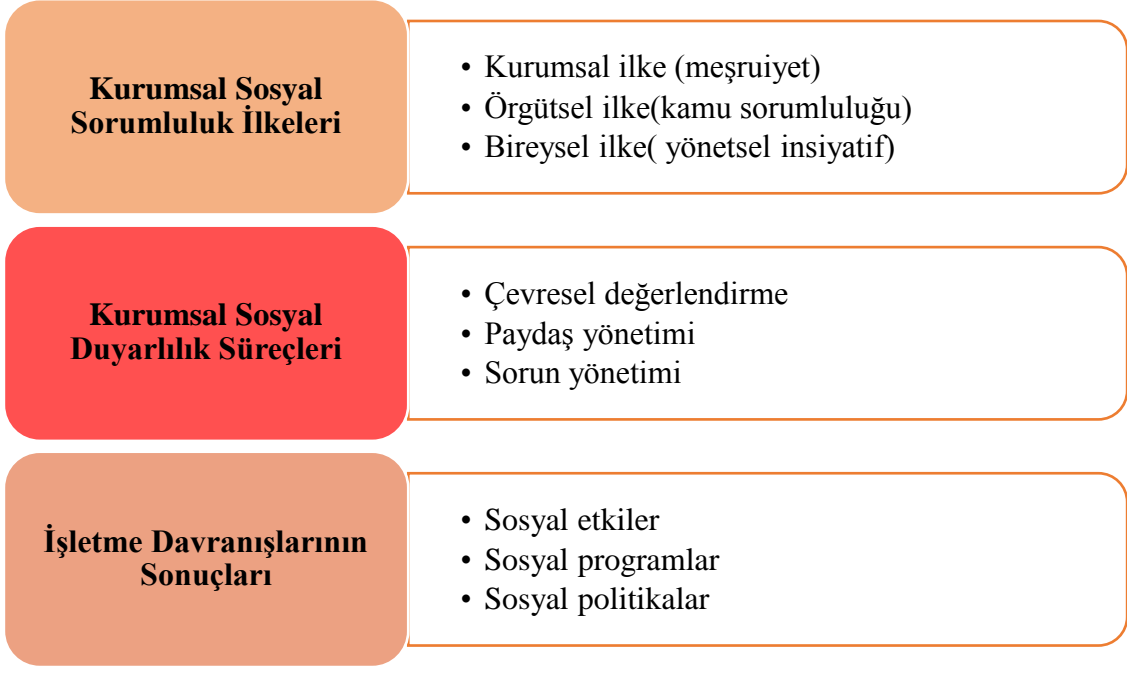 Kurumsal Sosyal
Sorumluluk İlkeleri
• Kurumsal ilke (meşruiyet)
• Örgütsel ilke(kamu sorumluluğu)
• Bireysel ilke( yönetsel insiyatif)
Kurumsal Sosyal
Duyarlılık Süreçleri
• Çevresel değerlendirme
• Paydaş yönetimi
• Sorun yönetimi
İşletme Davranışlarının
Sonuçları
• Sosyal etkiler
• Sosyal programlar
• Sosyal politikalar